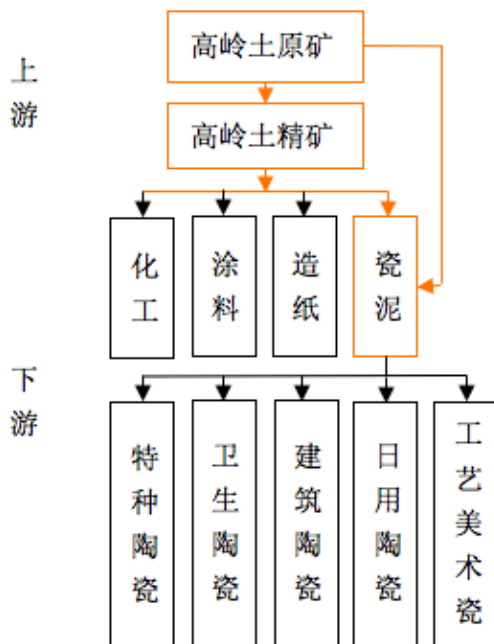 上游
高岭土原矿
高岭土精矿
化工
涂料
造纸
瓷泥
下游
特种陶瓷
卫生陶瓷
建筑陶瓷
日用陶瓷
工艺美术瓷